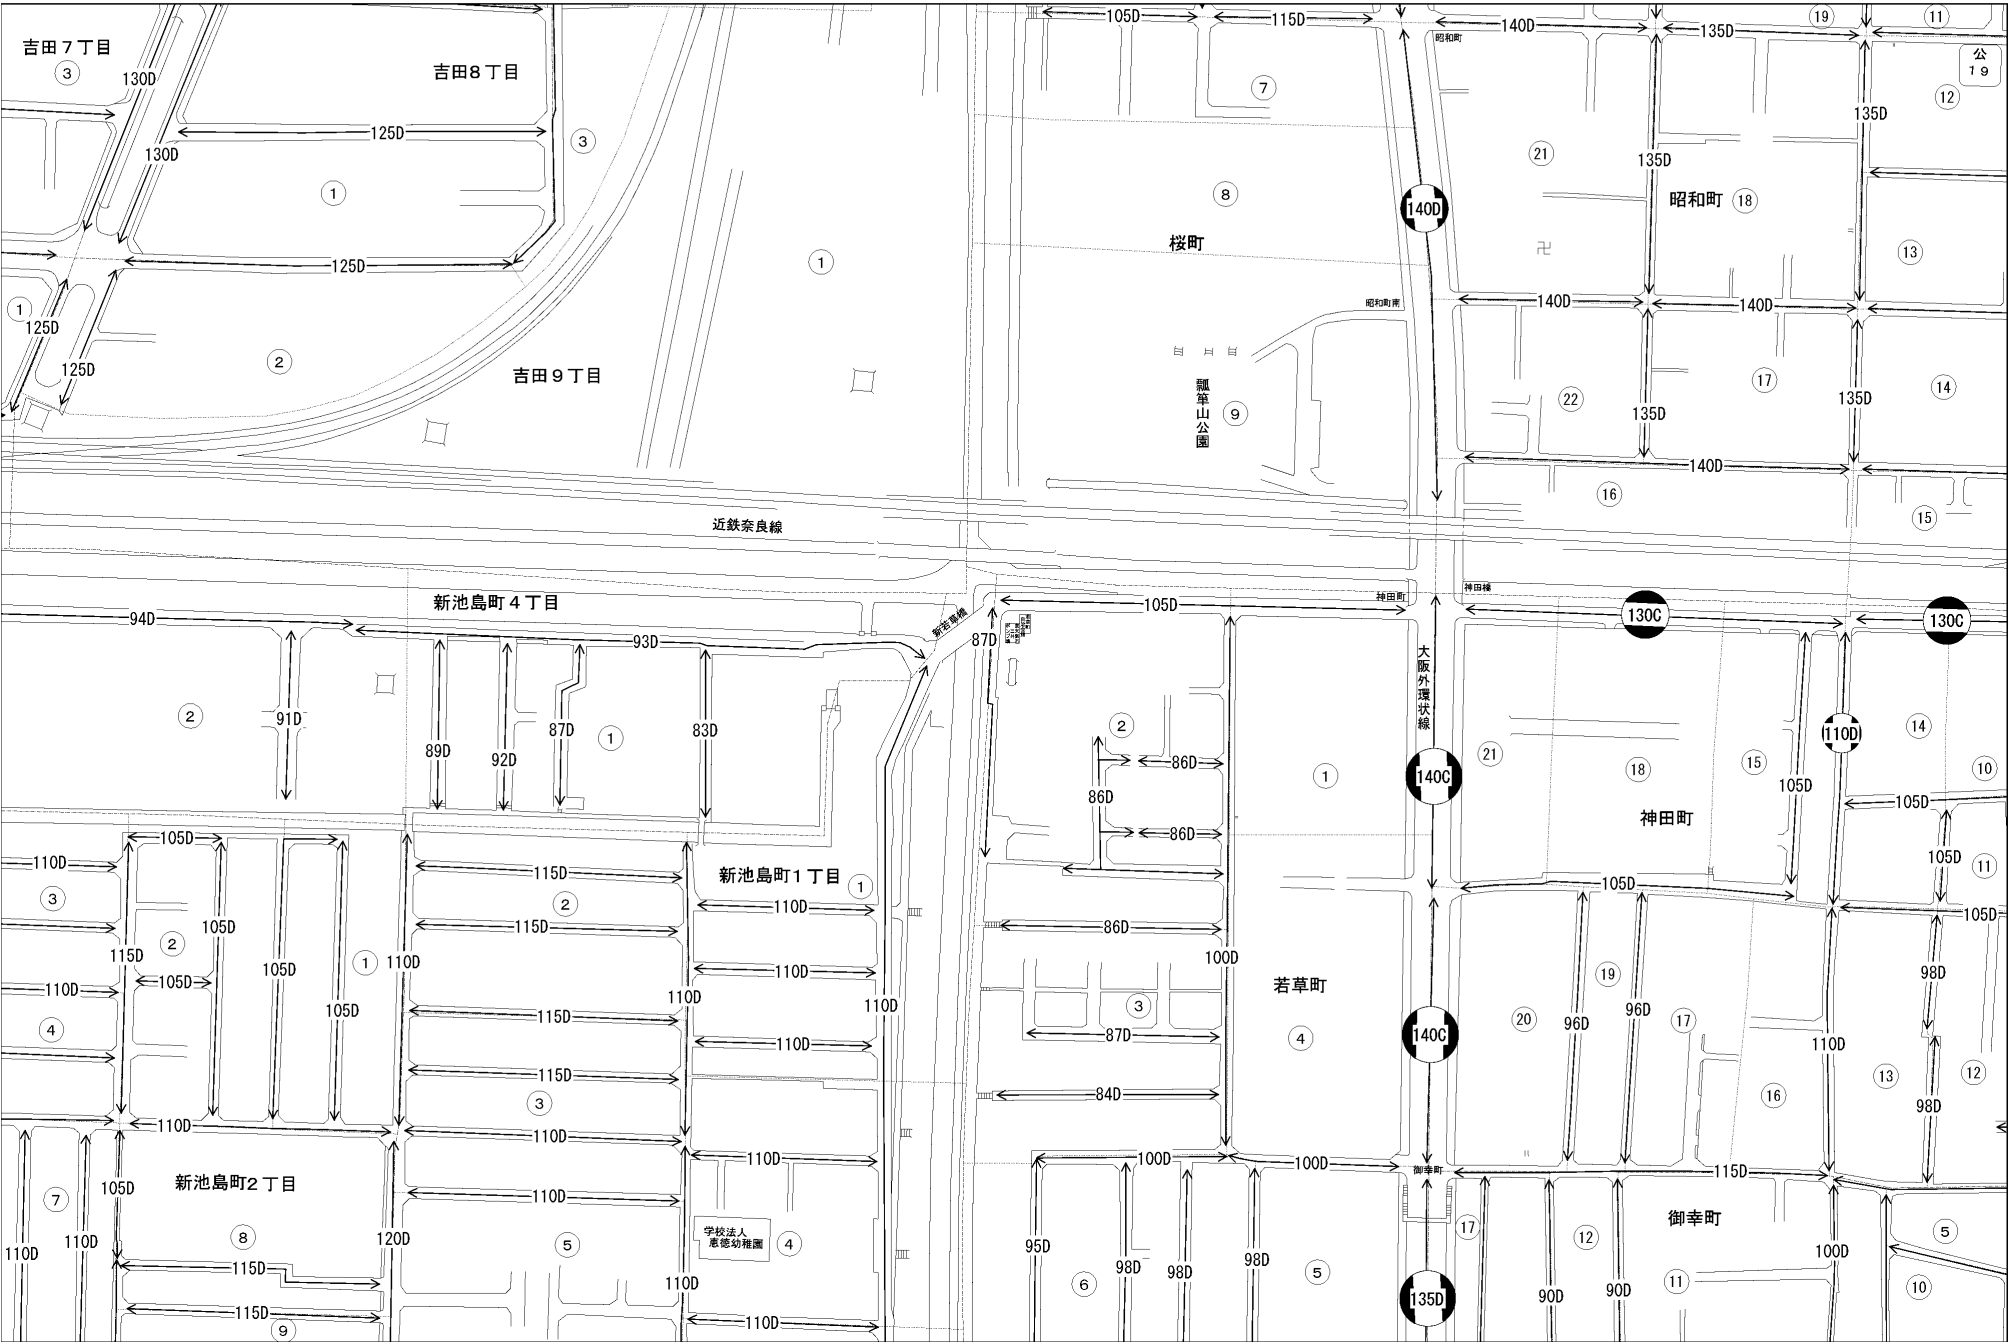 105D
115D
昭和町
140D
135D
19
11
公
19
吉田7丁目
3
130D
吉田8丁目
7
12
135D
125D
3
130D
21
135D
1
8
昭和町
18
140D
桜町
卍
13
1
125D
昭和町南
140D
140D
1
125D
2
125D
吉田9丁目
瓢箪山公園
9
22
17
14
135D
135D
140D
16
15
近鉄奈良線
新池島町4丁目
神田町
神田橋
105D
130C
130C
94D
新若草橋
93D
87D
大阪外環状線
2
91D
89D
92D
87D
1
83D
2
86D
86D
86D
1
140C
21
18
15
105D
110D
14
10
105D
神田町
105D
110D
115D
新池島町1丁目
1
105D
105D
11
3
2
110D
105D
105D
115D
86D
2
115D
105D
105D
1
110D
100D
19
98D
若草町
110D
105D
110D
105D
110D
110D
115D
3
96D
96D
20
17
4
110D
87D
140C
4
110D
115D
3
84D
13
12
16
98D
110D
110D
110D
100D
100D
御幸町
115D
新池島町2丁目
7
105D
110D
御幸町
17
12
5
110D
110D
8
120D
学校法人
恵徳幼稚園
4
5
95D
98D
98D
98D
5
100D
115D
110D
6
135D
90D
90D
11
10
115D
9
110D